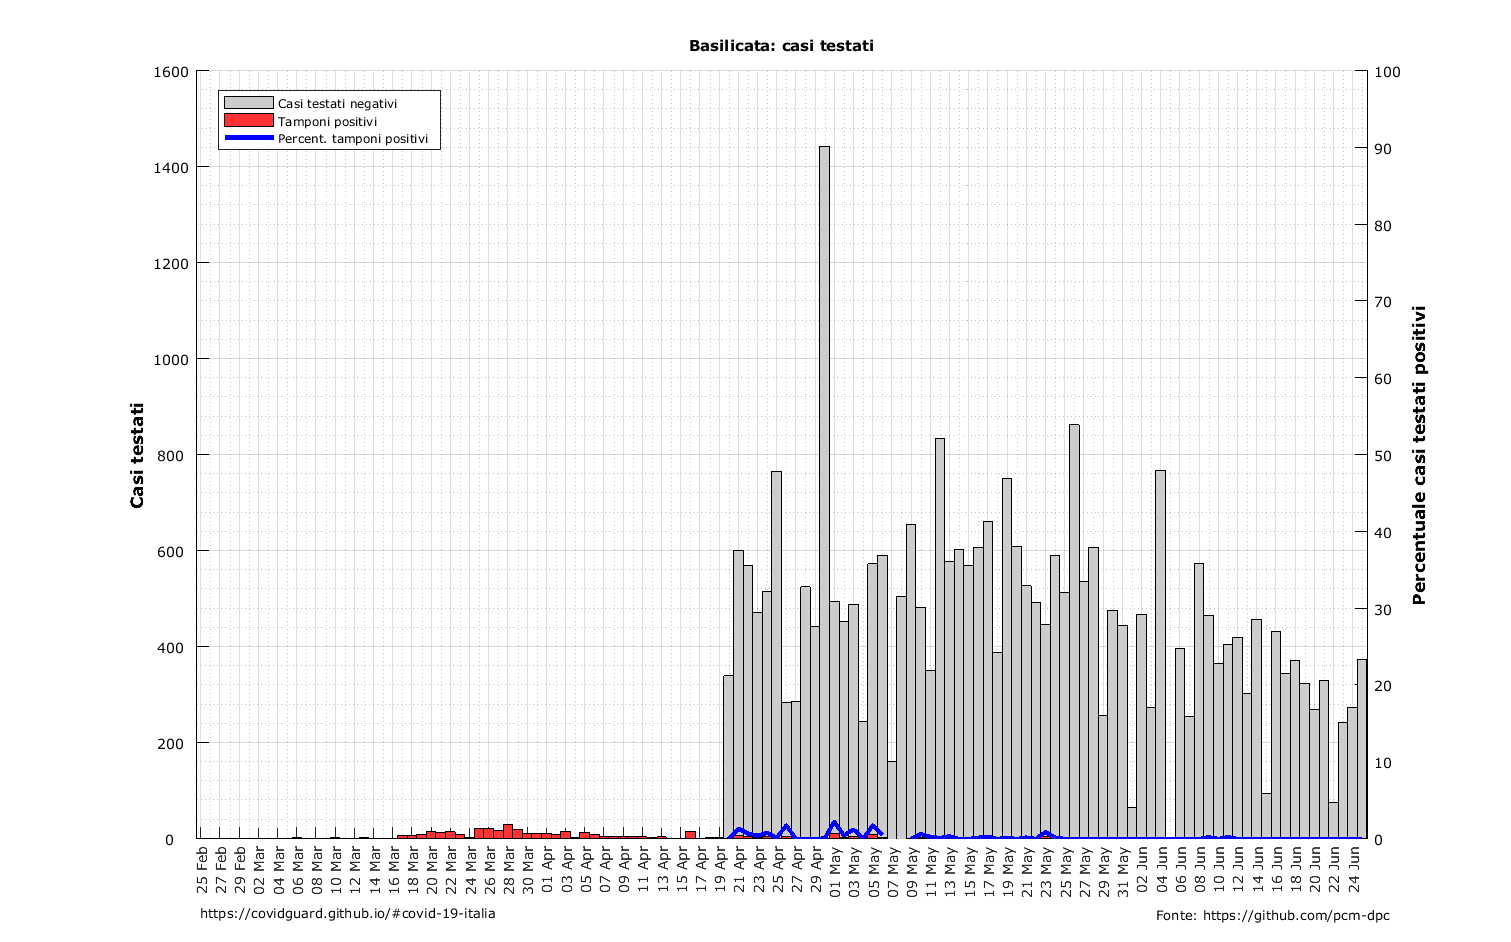 Basilicata: casi testati
1600
1400
1200
1000
800
600
400
200
0
Casi testati
Casi testati negativi
Tamponi positivi
Percent. tamponi positivi
100
90
80
70
60
50
40
30
20
10
0
Percentuale casi testati positivi
25 Feb
27 Feb
29 Feb
02 Mar
04 Mar
06 Mar
08 Mar
10 Mar
12 Mar
14 Mar
16 Mar
18 Mar
20 Mar
22 Mar
24 Mar
26 Mar
28 Mar
30 Mar
01 Apr
03 Apr
05 Apr
07 Apr
09 Apr
11 Apr
13 Apr
15 Apr
17 Apr
19 Apr
21 Apr
23 Apr
25 Apr
27 Apr
29 Apr
01 May
03 May
05 May
07 May
09 May
11 May
13 May
15 May
17 May
19 May
21 May
23 May
25 May
27 May
29 May
31 May
02 Jun
04 Jun
06 Jun
08 Jun
10 Jun
12 Jun
14 Jun
16 Jun
18 Jun
20 Jun
22 Jun
24 Jun
https://covidguard.github.io/#covid-19-italia
Fonte: https://github.com/pcm-dpc